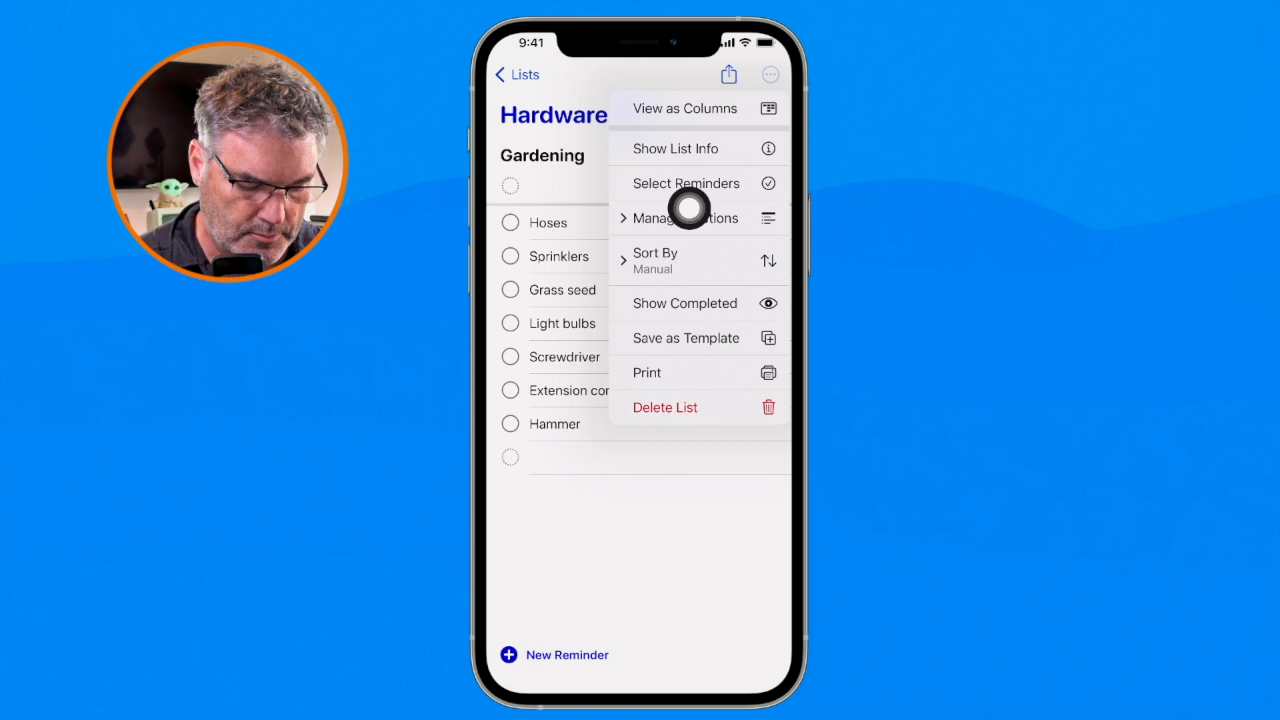 9:41
Lists
Hardware
View as Columns
Gardening
Show List Info
Select Reminders
Hoses
Sprinklers
Sort By
Manual
Grass seed
Show Completed
Light bulbs
Save as Template
Screwdriver
Print
Extension
Delete List
Hammer
New Reminder